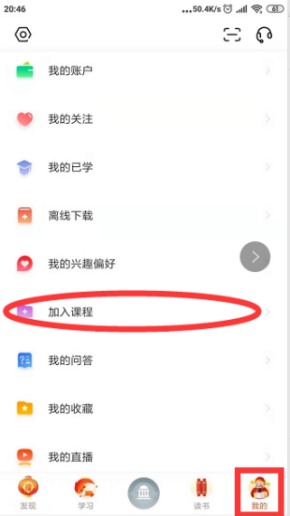 20:46
...50.4K/s
61
我的账户
我的关注
我的已学
离线下载
我的兴趣偏好
加入课程
我的问答
我的收藏
我的直播
发现 学习 读书 我的